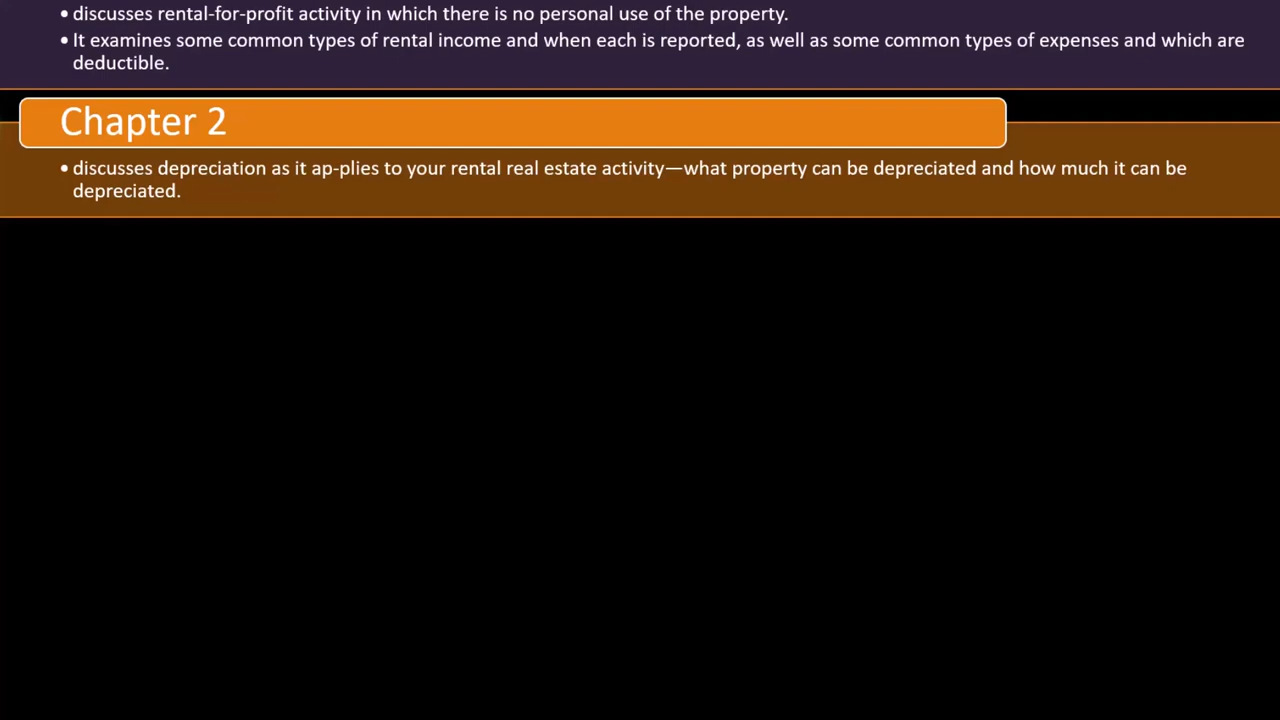 • discusses rental-for-profit activity in which there is no personal use of the property.
• It examines some common types of rental income and when each is reported, as well as some common types of expenses and which are
deductible.
Chapter 2
• discusses depreciation as it ap-plies to your rental real estate activity—what property can be depreciated and how much it can be
depreciated.